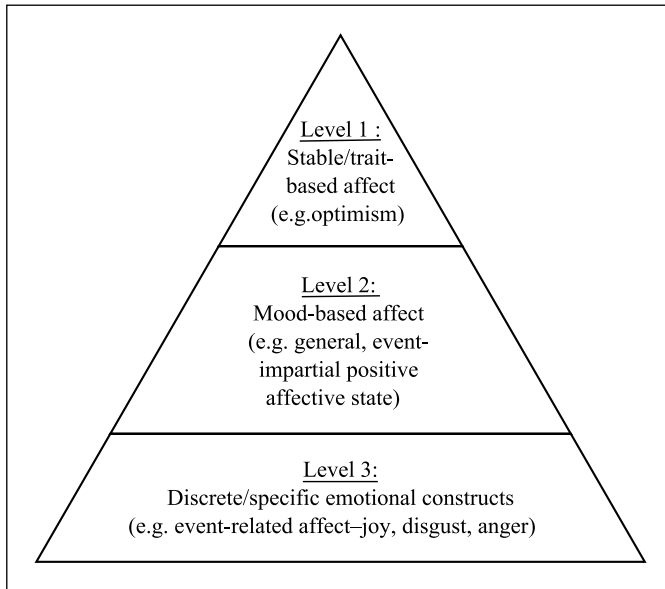 Level 1 :
Stable/trait-
based affect
(e.g.optimism)
Level 2:
Mood-based affect
(e.g. general, event-
impartial positive
affective state)
Level 3:
Discrete/specific emotional constructs
(e.g. event-related affect–joy, disgust, anger)